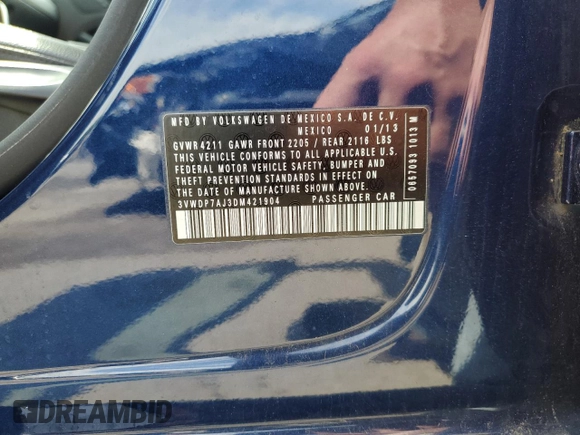 MFD BY VOLKSWAGEN DE MEXICO S.A. DE C.V.
MEXICO 01/13
GVWR 4211 GAWR FRONT 2205 / REAR 2116 LBS
THIS VEHICLE CONFORMS TO ALL APPLICABLE U.S.
FEDERAL MOTOR VEHICLE SAFETY, BUMPER AND
THEFT PREVENTION STANDARDS IN EFFECT ON
THE DATE OF MANUFACTURE SHOWN ABOVE.
3VWDP7AJ3DM421904 PASSENGER CAR
0657093 1013 M
DREAMBID